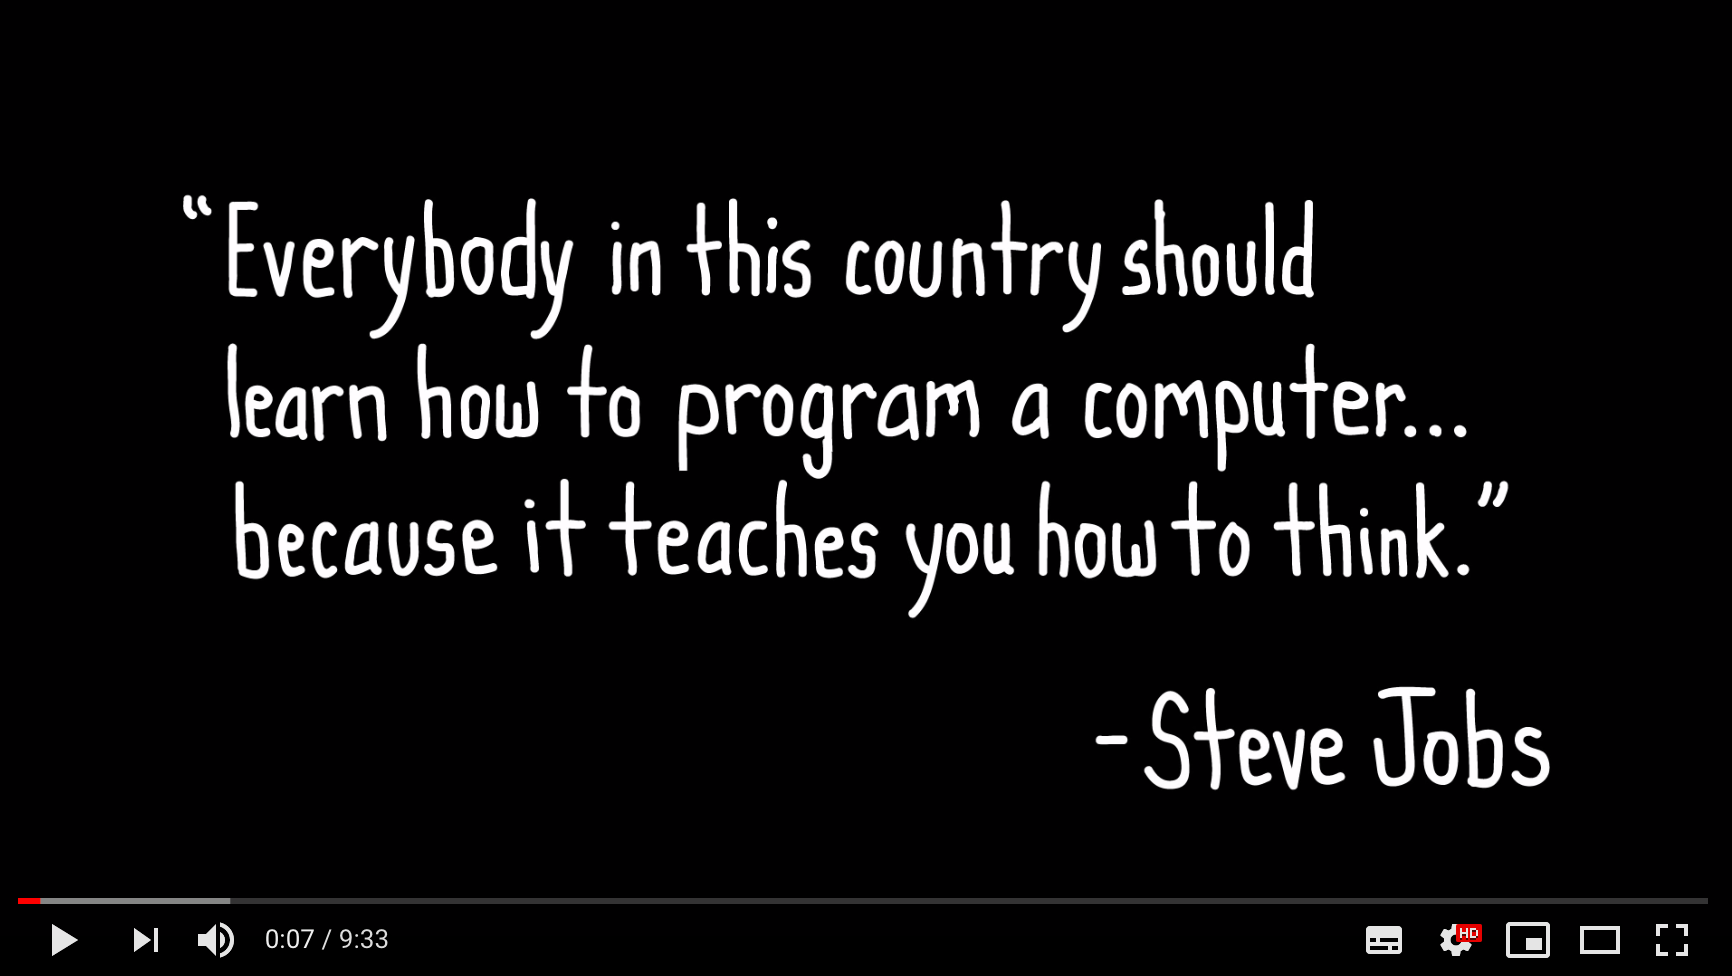 “Everybody in this country should
learn how to program a computer...
because it teaches you how to think.”
-Steve Jobs
0:07 / 9:33
HD